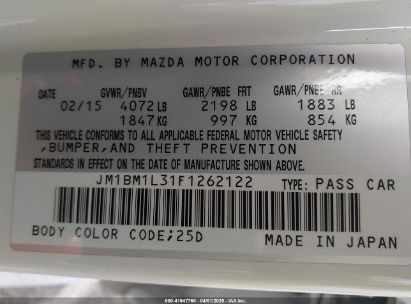 MFD. BY MAZDA MOTOR CORPORATION
DATE GVWR/PNBV GAWR/PNBE FRT GAWR/PNBE RR
02/15 4072 LB 2198 LB 1883 LB
1847 KG 997 KG 854 KG
THIS VEHICLE CONFORMS TO ALL APPLICABLE FEDERAL MOTOR VEHICLE SAFETY
,BUMPER,AND THEFT PREVENTION
STANDARDS IN EFFECT ON THE DATE OF MANUFACTURE SHOWN ABOVE.
JM1BM1L31F1262122 TYPE: PASS CAR
BODY COLOR CODE;25D MADE IN JAPAN